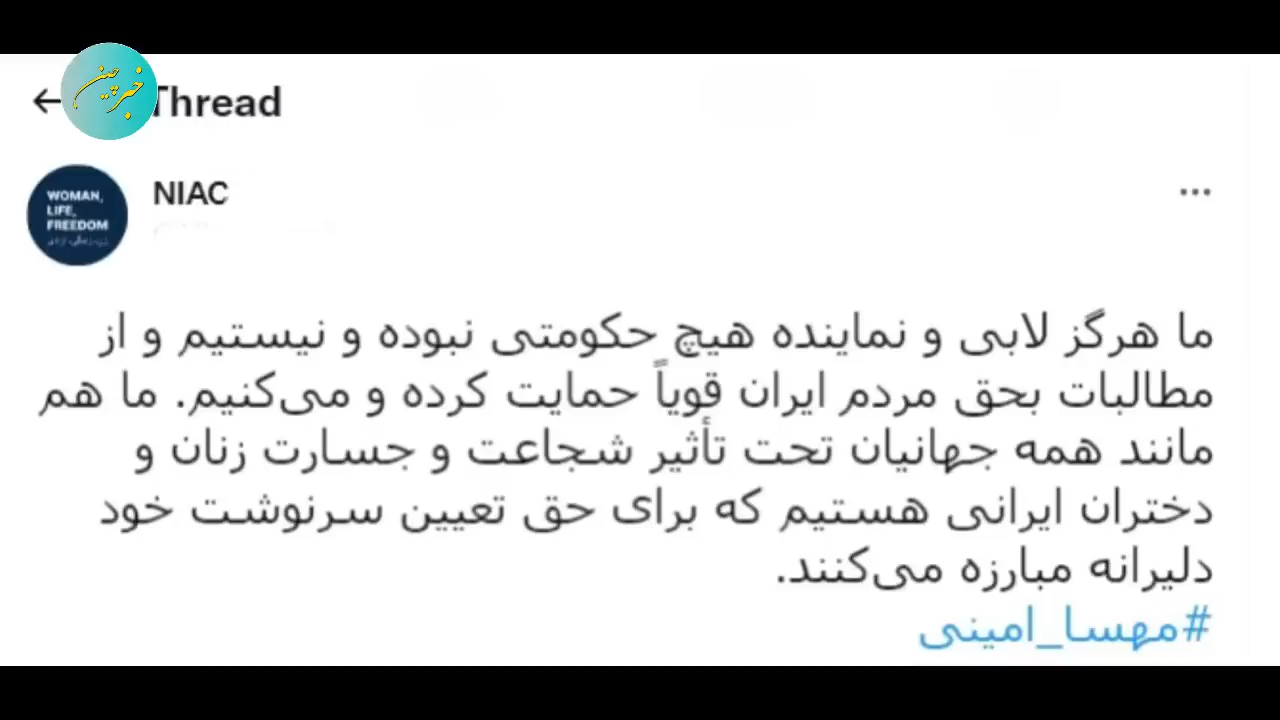 خبرچین
Thread
NIAC
WOMAN,
LIFE,
FREEDOM
ما هرگز لابی و نماینده هیچ حکومتی نبوده و نیستیم و از
مطالبات بحق مردم ایران قویاً حمایت کرده و می‌کنیم. ما هم
مانند همه جهانیان تحت تأثیر شجاعت و جسارت زنان و
دختران ایرانی هستیم که برای حق تعیین سرنوشت خود
دلیرانه مبارزه می‌کنند.
#مهسا_امینی